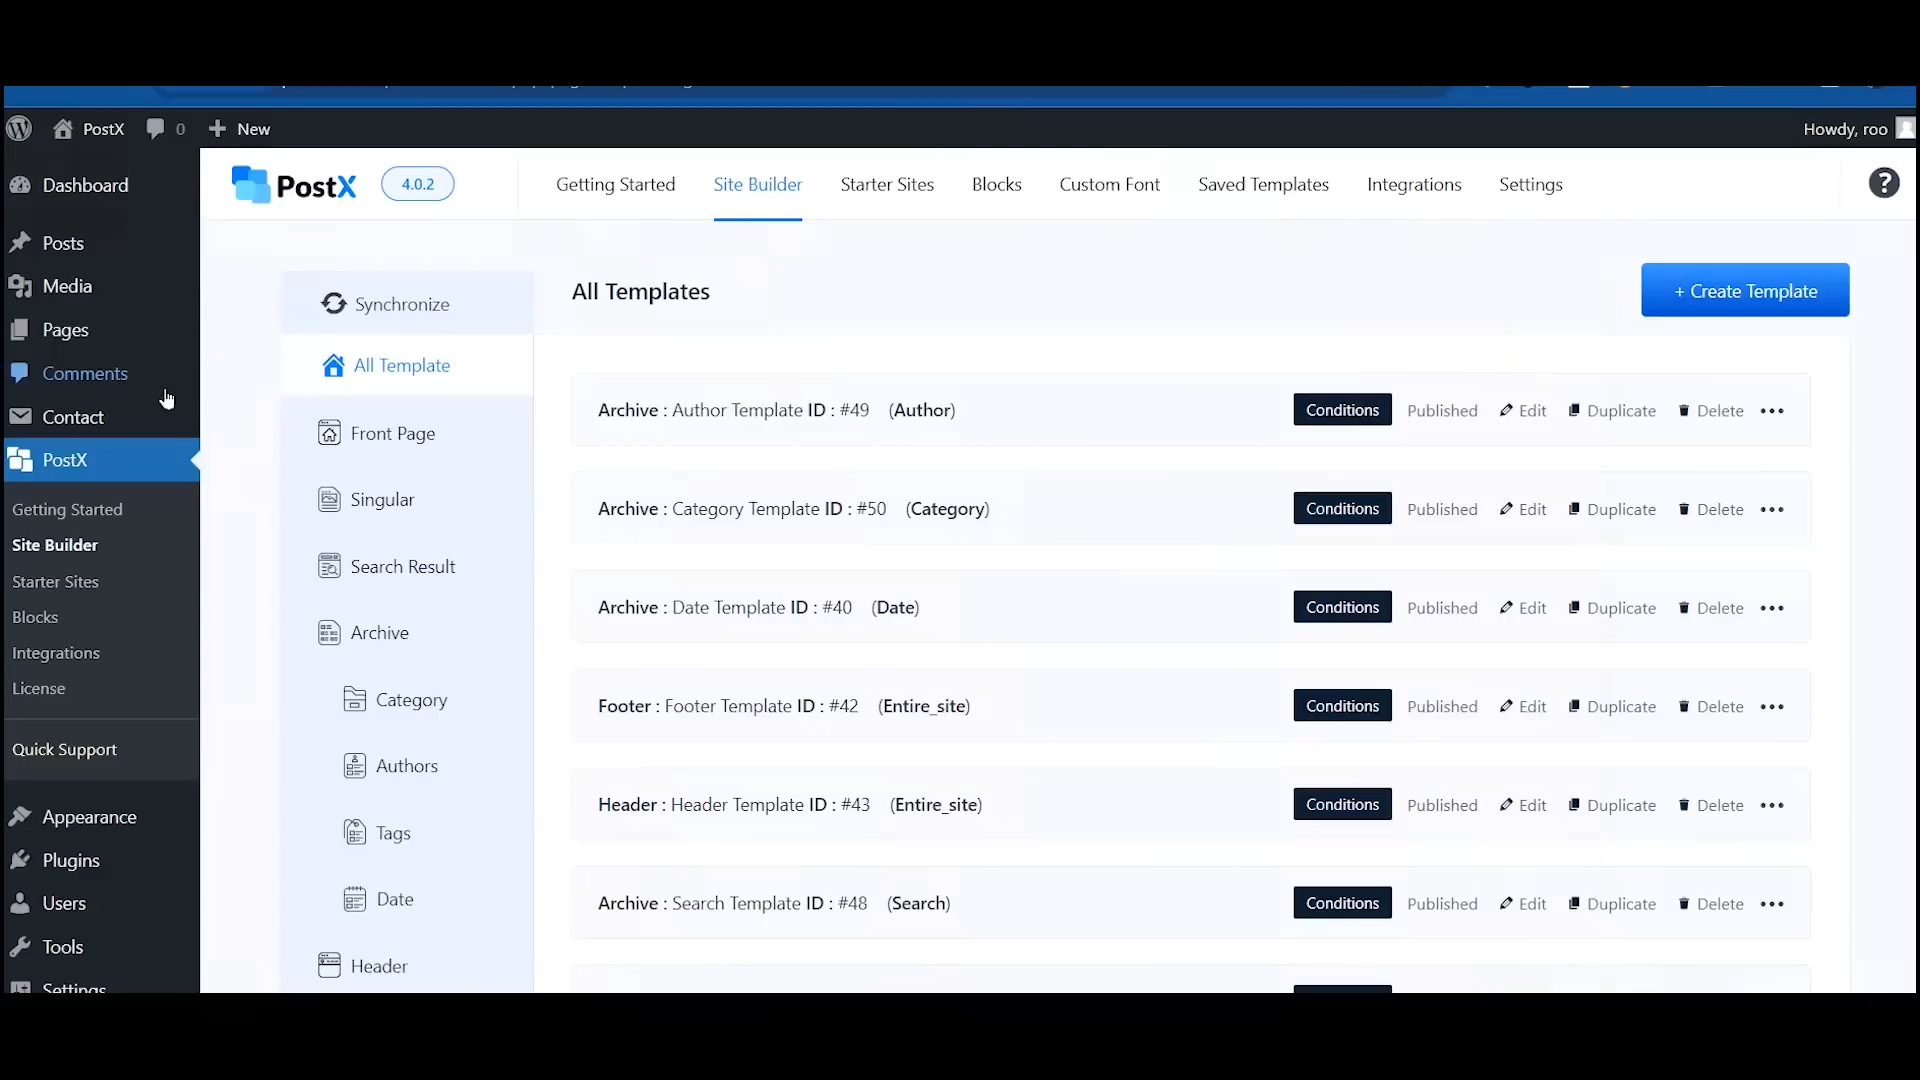 PostX 0 New
Howdy, roo
Dashboard
Posts
Media
Pages
Comments
Contact
PostX
Getting Started
Site Builder
Starter Sites
Blocks
Integrations
License
Quick Support
Appearance
Plugins
Users
Tools
Settings
PostX 4.0.2
Getting Started Site Builder Starter Sites Blocks Custom Font Saved Templates Integrations Settings ?
Synchronize
All Template
Front Page
Singular
Search Result
Archive
Category
Authors
Tags
Date
Header
All Templates
+ Create Template
Archive : Author Template ID : #49 (Author) Conditions Published Edit Duplicate Delete
Archive : Category Template ID : #50 (Category) Conditions Published Edit Duplicate Delete
Archive : Date Template ID : #40 (Date) Conditions Published Edit Duplicate Delete
Footer : Footer Template ID : #42 (Entire_site) Conditions Published Edit Duplicate Delete
Header : Header Template ID : #43 (Entire_site) Conditions Published Edit Duplicate Delete
Archive : Search Template ID : #48 (Search) Conditions Published Edit Duplicate Delete